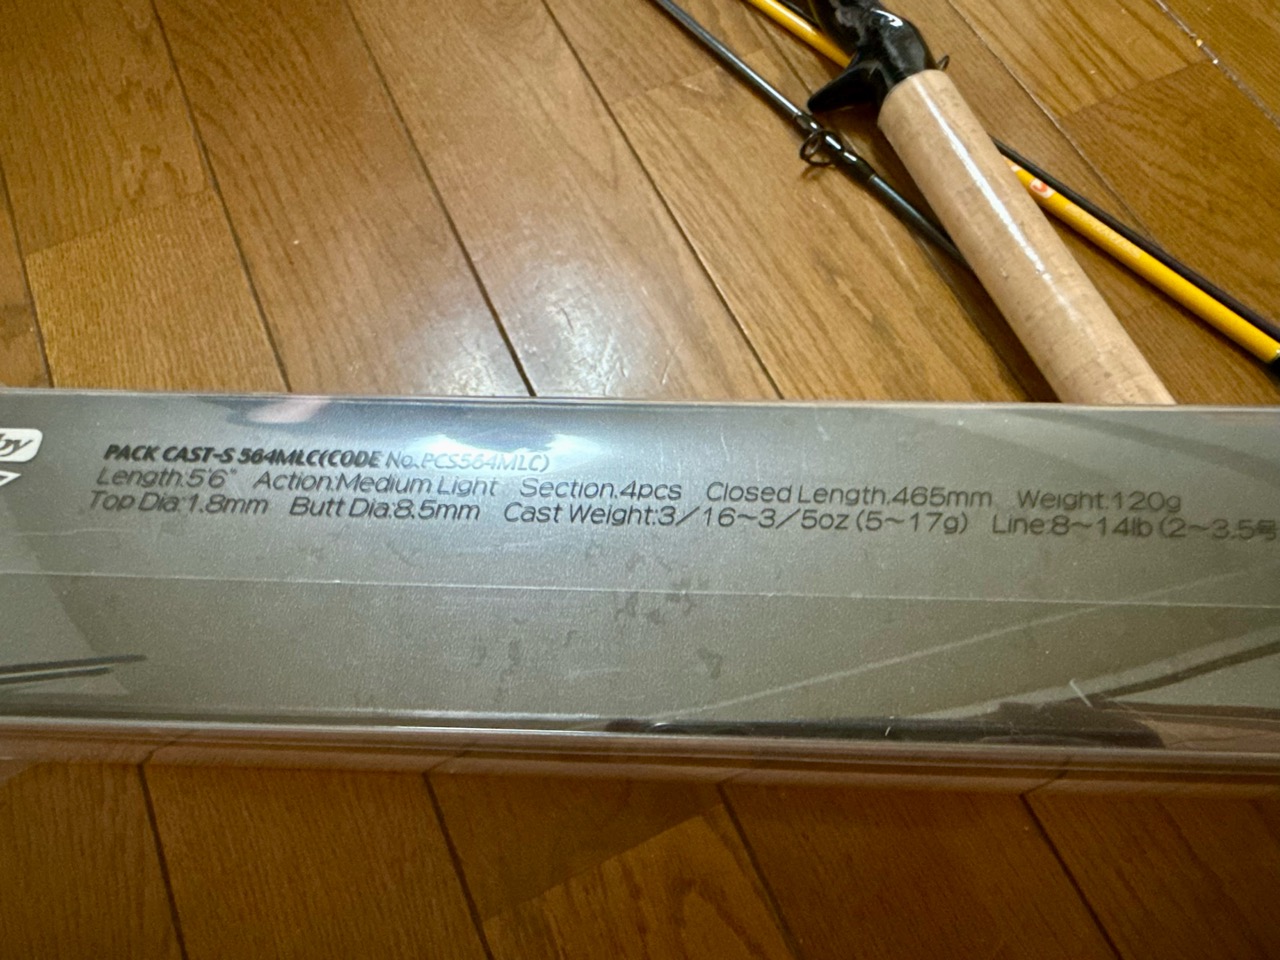 by
PACK CAST-S 564MLC(CODE No.PCS564MLC)
Length:5'6" Action:Medium Light Section:4pcs Closed Length:465mm Weight:120g
Top Dia:1.8mm Butt Dia:8.5mm Cast Weight:3/16~3/5oz (5~17g) Line:8~14lb (2~3.5号